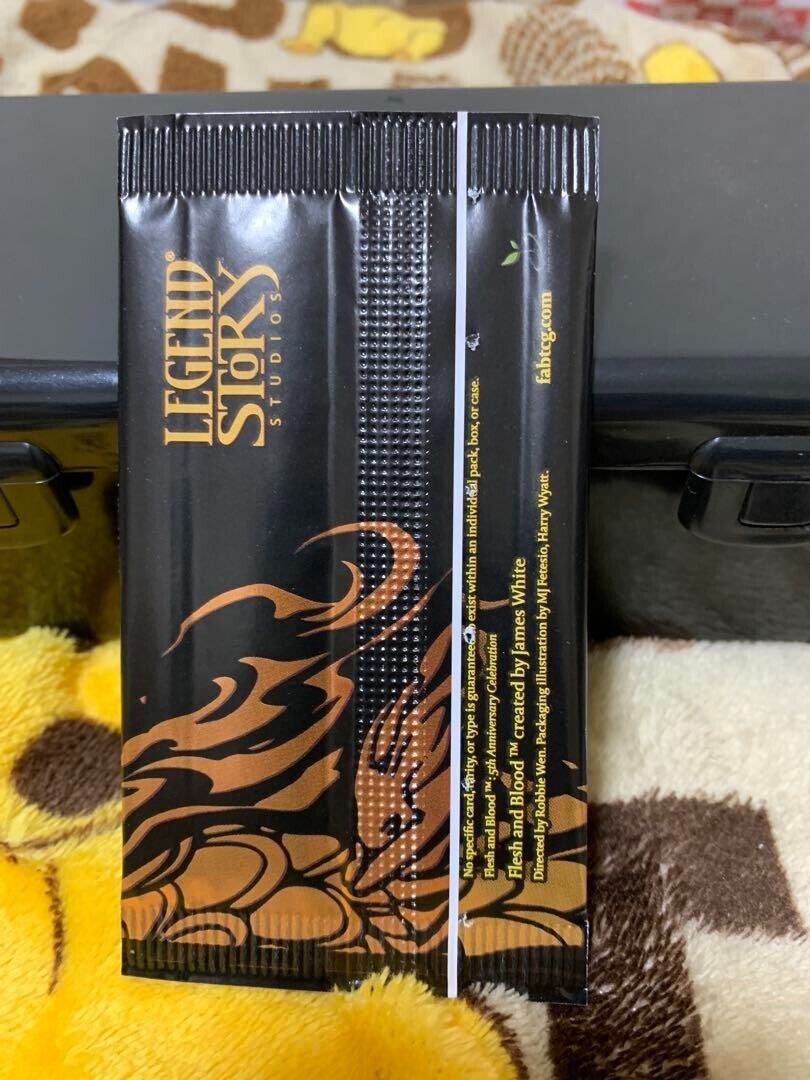 LEGEND®
STORY
STUDIOS
No specific card, rarity, or type is guaranteed to exist within an individual pack, box, or case.
Flesh and Blood™: 5th Anniversary Celebration
Flesh and Blood™ created by James White
Directed by Robbie Wen. Packaging illustration by MJ Fetesio, Harry Wyatt.
fabtcg.com